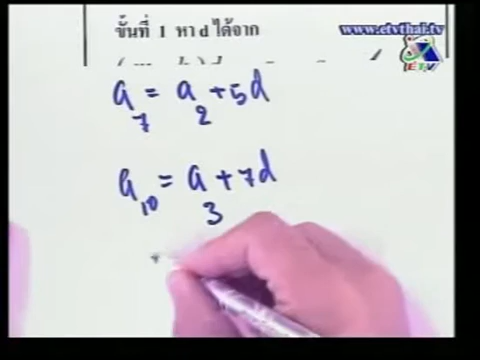 ขั้นที่ 1 หา d ได้จาก
www.etvthai.tv
ETV
a₇ = a₂ + 5d
a₁₀ = a₃ + 7d